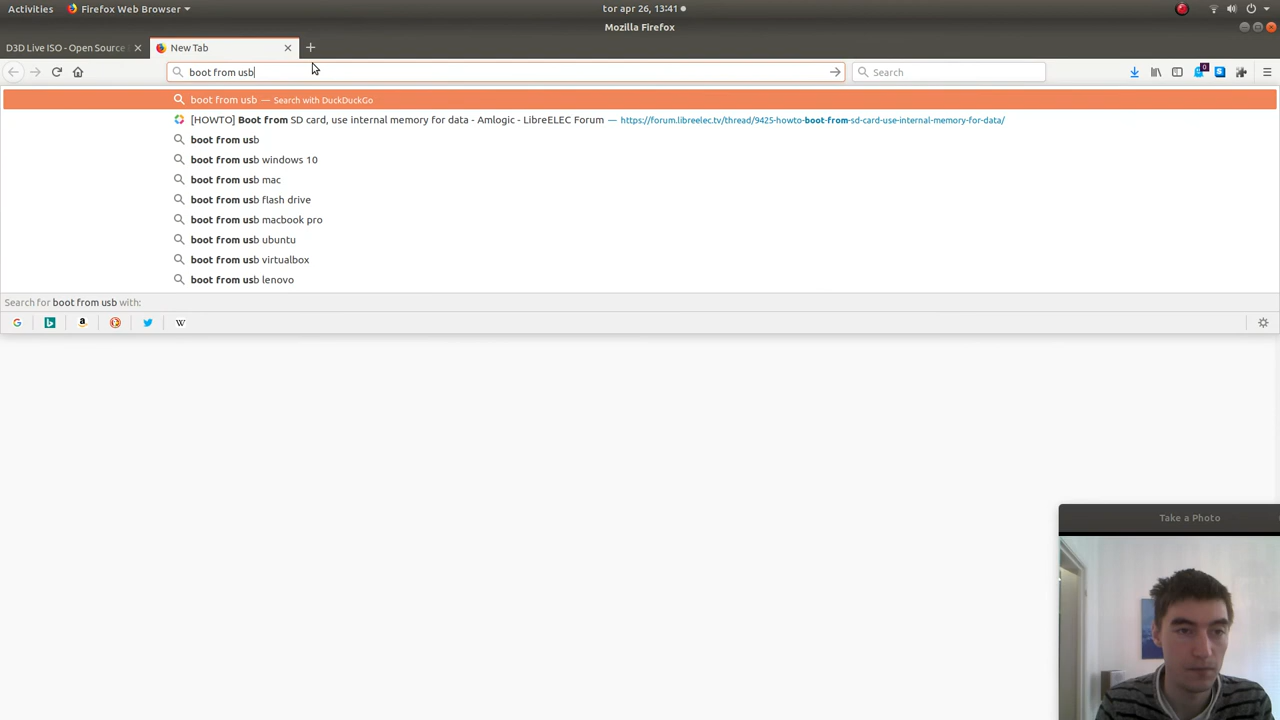 Activities Firefox Web Browser tor apr 26, 13:41
Mozilla Firefox
D3D Live ISO - Open Source New Tab
boot from usb Search 0
boot from usb — Search with DuckDuckGo
[HOWTO] Boot from SD card, use internal memory for data - Amlogic - LibreELEC Forum — https://forum.libreelec.tv/thread/9425-howto-boot-from-sd-card-use-internal-memory-for-data/
boot from usb
boot from usb windows 10
boot from usb mac
boot from usb flash drive
boot from usb macbook pro
boot from usb ubuntu
boot from usb virtualbox
boot from usb lenovo
Search for boot from usb with:
Take a Photo